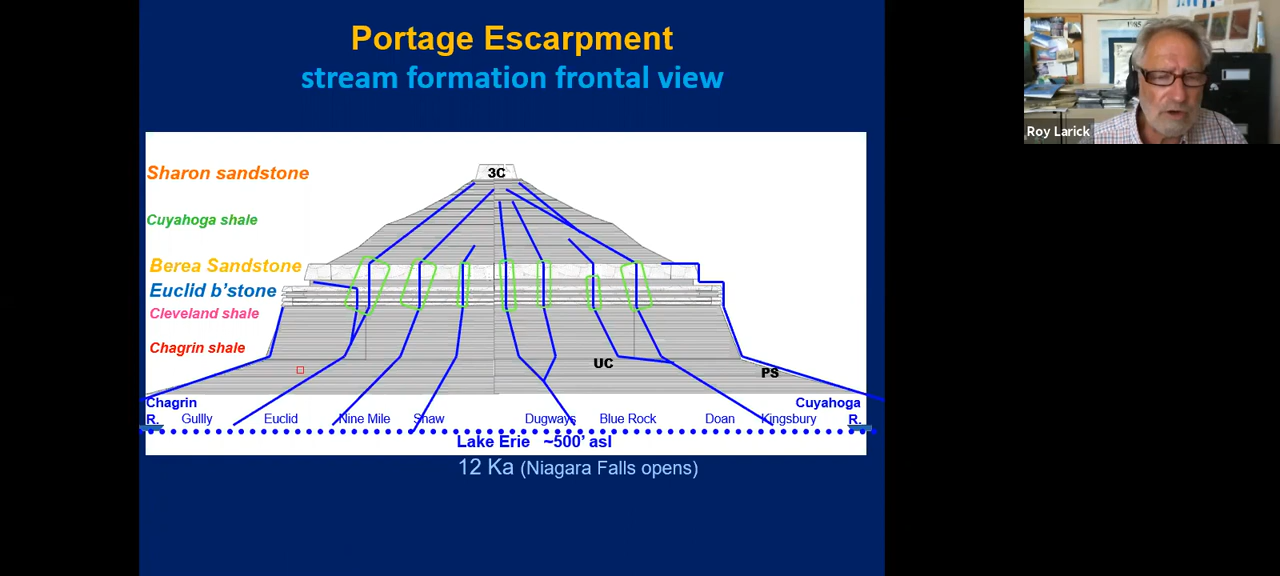 Portage Escarpment
stream formation frontal view
1985
Roy Larick
Sharon sandstone
3C
Cuyahoga shale
Berea Sandstone
Euclid b'stone
Cleveland shale
Chagrin shale
UC
PS
Chagrin
R.
Cuyahoga
R.
Gullly
Euclid
Nine Mile
Shaw
Dugways
Blue Rock
Doan
Kingsbury
Lake Erie ~500' asl
12 Ka (Niagara Falls opens)